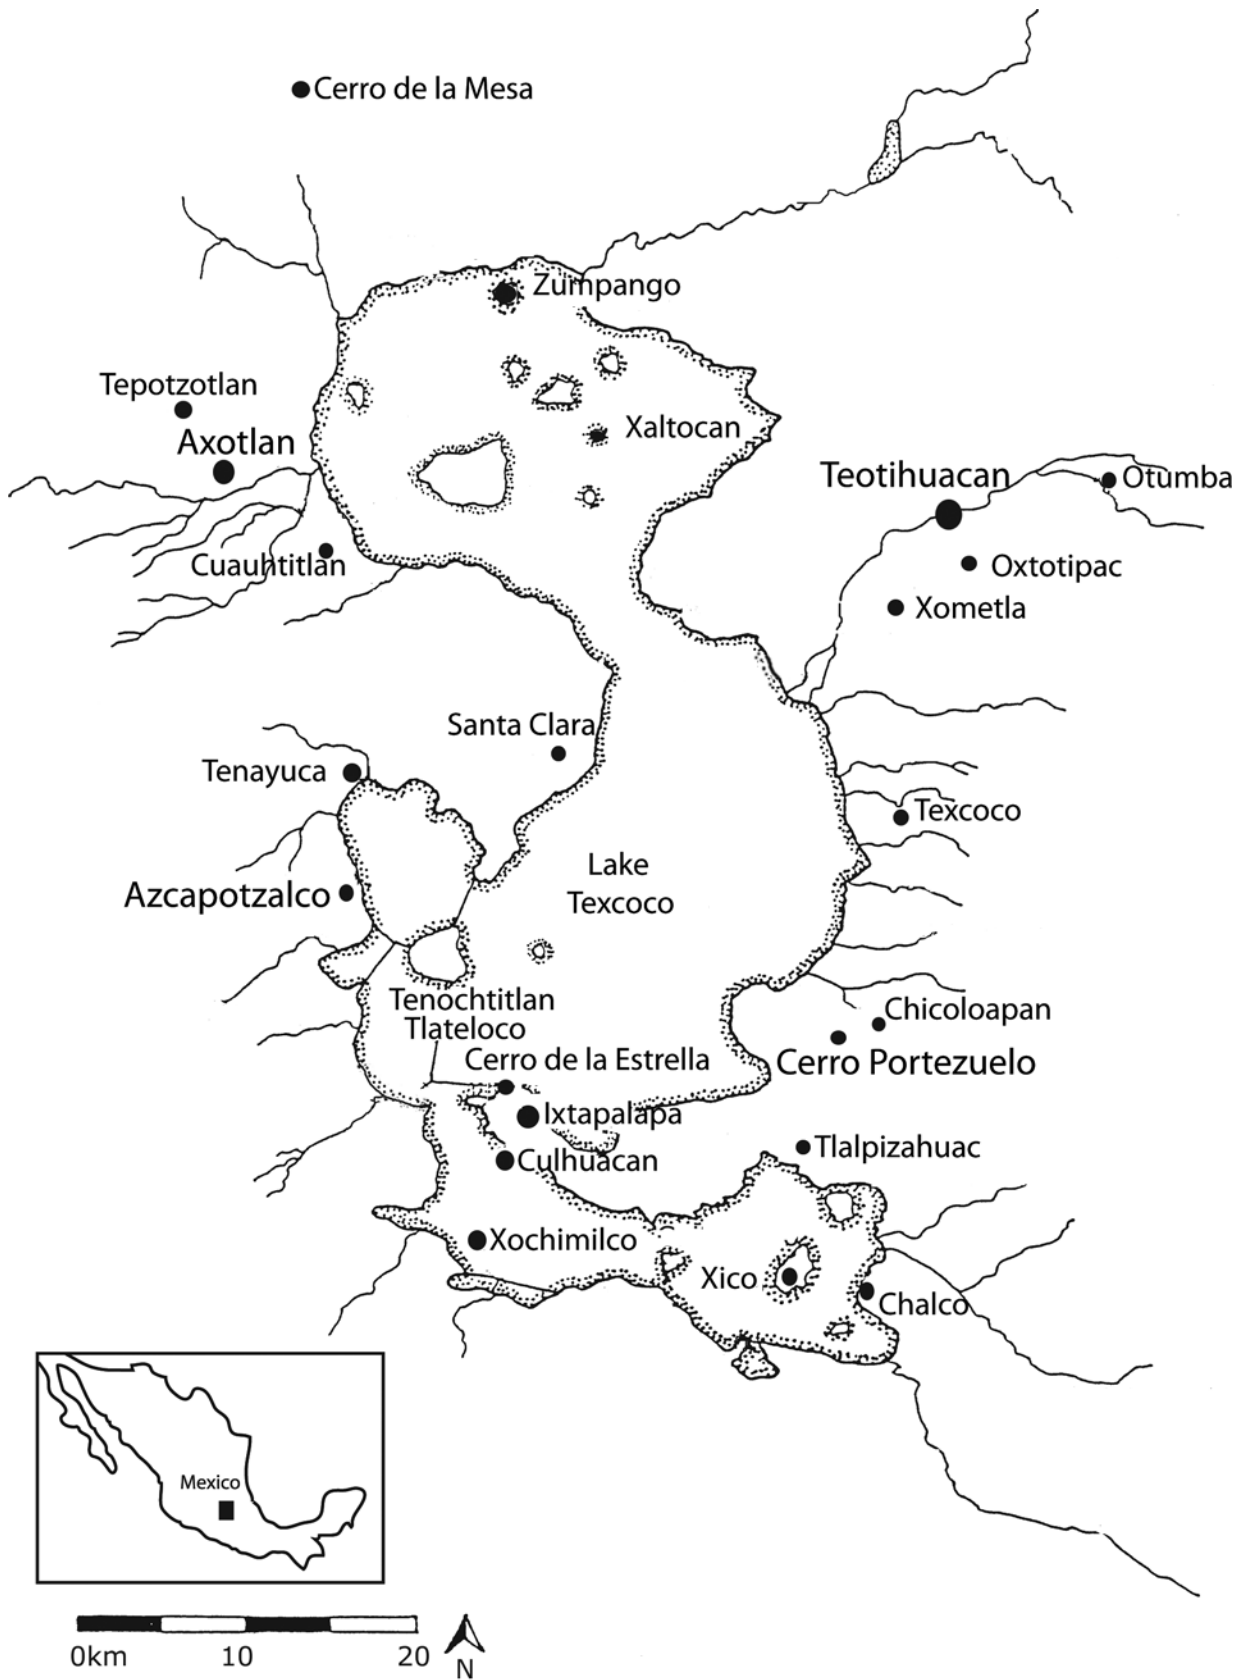 Cerro de la Mesa
Zumpango
Tepotzotlan
Xaltocan
Axotlan
Teotihuacan
Otumba
Cuauhtitlan
Oxtotipac
Xometla
Santa Clara
Tenayuca
Texcoco
Lake
Texcoco
Azcapotzalco
Tenochtitlan
Tlateloco
Chicoloapan
Cerro de la Estrella
Cerro Portezuelo
Ixtapalapa
Tlalpizahuac
Culhuacan
Xochimilco
Xico
Chalco
Mexico
0km 10 20
N